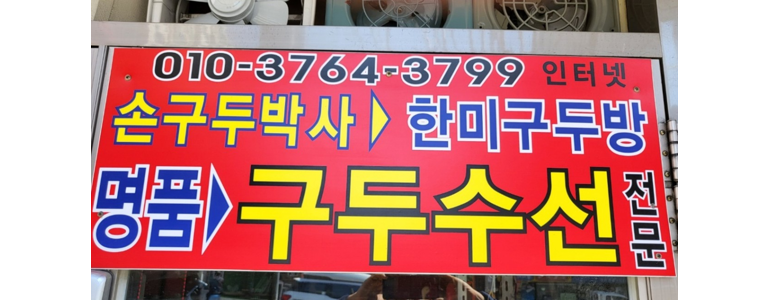 010-3764-3799 인터넷
손구두박사 한미구두방
명품 구두수선 전문